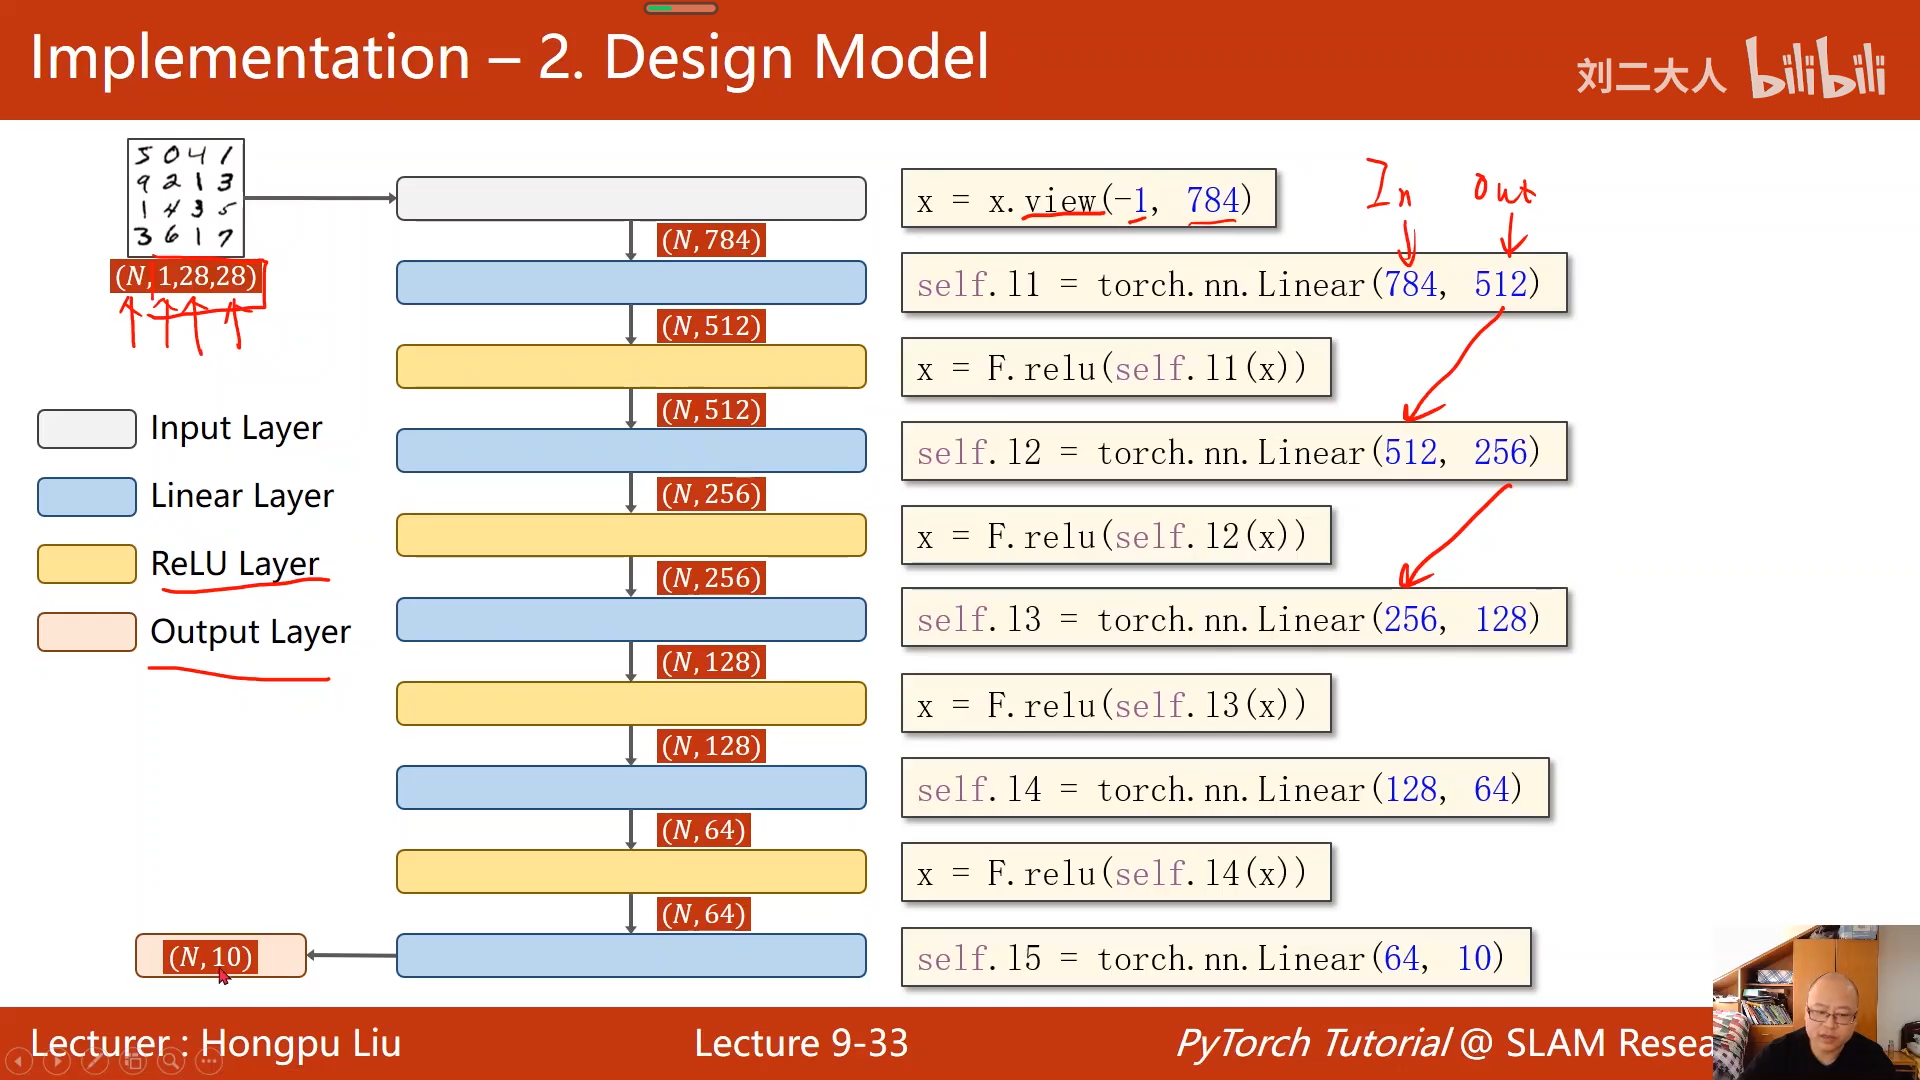 Implementation – 2. Design Model
刘二大人 bilibili
5 0 4 1
9 2 1 3
1 4 3 5
3 6 1 7
(N,1,28,28)
Input Layer
Linear Layer
ReLU Layer
Output Layer
(N,784)
(N,512)
(N,512)
(N,256)
(N,256)
(N,128)
(N,128)
(N,64)
(N,64)
(N,10)
In out
x = x.view(-1, 784)
self.l1 = torch.nn.Linear(784, 512)
x = F.relu(self.l1(x))
self.l2 = torch.nn.Linear(512, 256)
x = F.relu(self.l2(x))
self.l3 = torch.nn.Linear(256, 128)
x = F.relu(self.l3(x))
self.l4 = torch.nn.Linear(128, 64)
x = F.relu(self.l4(x))
self.l5 = torch.nn.Linear(64, 10)
Lecturer : Hongpu Liu
Lecture 9-33
PyTorch Tutorial @ SLAM Resea